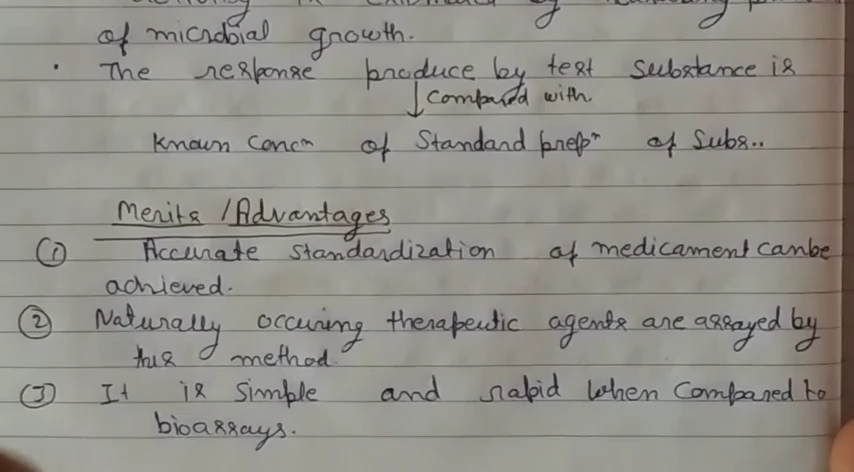 of microbial growth.
• The response produce by test substance is
↓ compared with
Known concn of Standard prepn of Subs..
Merits / Advantages
① Accurate standardization of medicament canbe
achieved.
② Naturally occuring therapeutic agents are assayed by
this method.
③ It is simple and rapid when compared to
bioassays.